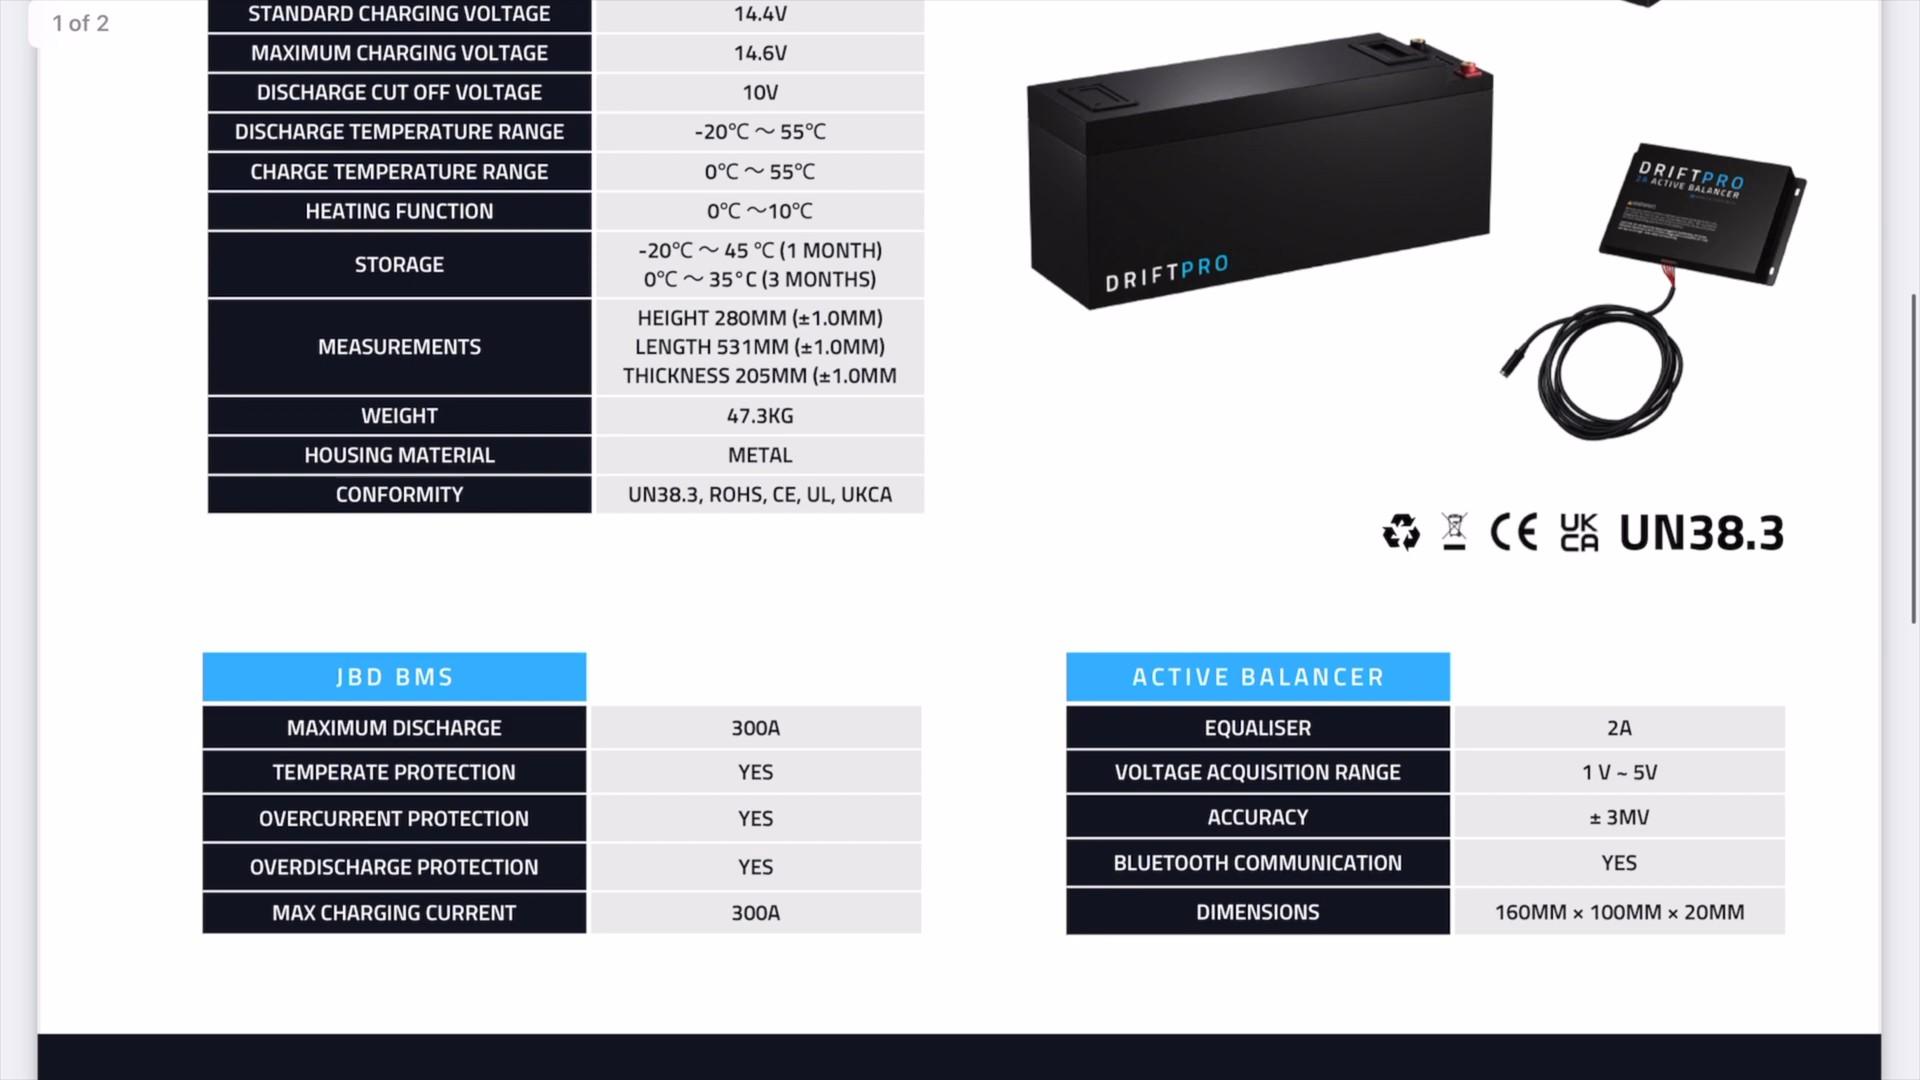 1 of 2
STANDARD CHARGING VOLTAGE 14.4V
MAXIMUM CHARGING VOLTAGE 14.6V
DISCHARGE CUT OFF VOLTAGE 10V
DISCHARGE TEMPERATURE RANGE -20℃ ～ 55℃
CHARGE TEMPERATURE RANGE 0℃ ～ 55℃
HEATING FUNCTION 0℃ ～10℃
STORAGE -20℃ ～ 45 ℃ (1 MONTH)
0℃ ～ 35°C (3 MONTHS)
MEASUREMENTS HEIGHT 280MM (±1.0MM)
LENGTH 531MM (±1.0MM)
THICKNESS 205MM (±1.0MM
WEIGHT 47.3KG
HOUSING MATERIAL METAL
CONFORMITY UN38.3, ROHS, CE, UL, UKCA
DRIFTPRO
DRIFTPRO
2A ACTIVE BALANCER
CE UK CA UN38.3
JBD BMS
MAXIMUM DISCHARGE 300A
TEMPERATE PROTECTION YES
OVERCURRENT PROTECTION YES
OVERDISCHARGE PROTECTION YES
MAX CHARGING CURRENT 300A
ACTIVE BALANCER
EQUALISER 2A
VOLTAGE ACQUISITION RANGE 1 V ~ 5V
ACCURACY ± 3MV
BLUETOOTH COMMUNICATION YES
DIMENSIONS 160MM × 100MM × 20MM